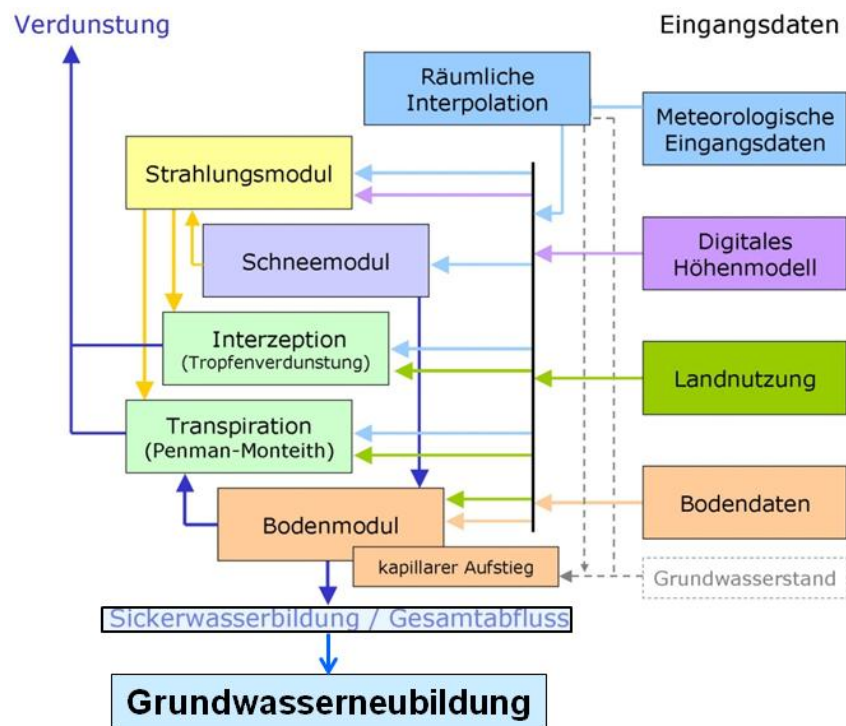 Verdunstung
Eingangsdaten
Räumliche
Interpolation
Meteorologische
Eingangsdaten
Strahlungsmodul
Digitales
Höhenmodell
Schneemodul
Interzeption
(Tropfenverdunstung)
Landnutzung
Transpiration
(Penman-Monteith)
Bodendaten
Bodenmodul
kapillarer Aufstieg
Grundwasserstand
Sickerwasserbildung / Gesamtabfluss
Grundwasserneubildung